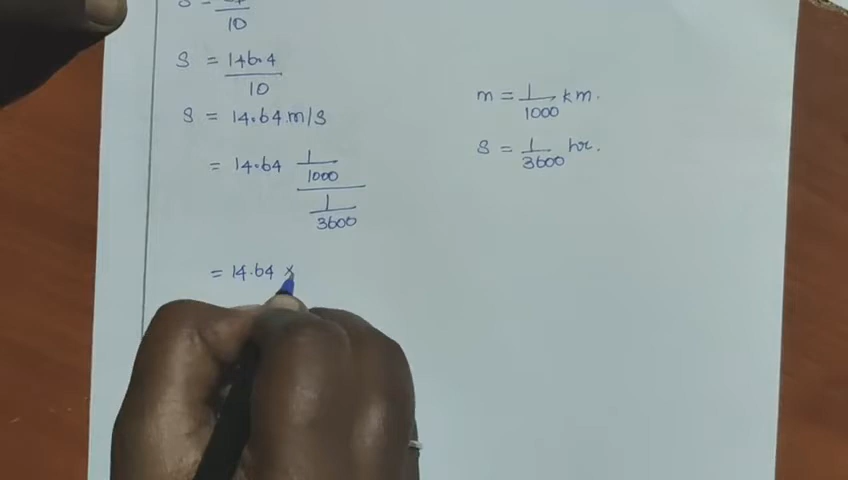 10
S = 146.4
10
S = 14.64 m/s
= 14.64 1
1000
1
3600
= 14.64 ×
m = 1 km.
1000
S = 1 hr.
3600